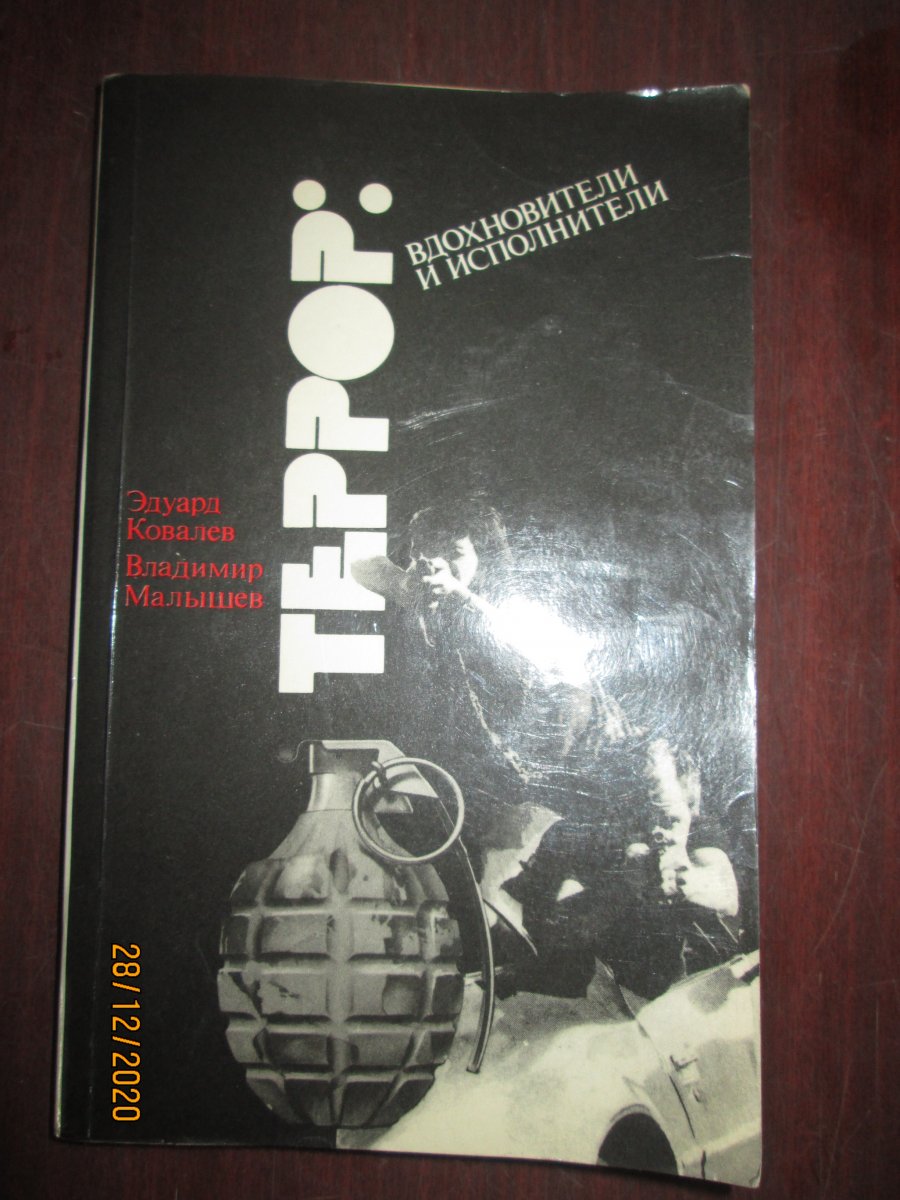 ТЕРРОР:
ВДОХНОВИТЕЛИ
И ИСПОЛНИТЕЛИ
Эдуард
Ковалев
Владимир
Малышев
28/12/2020